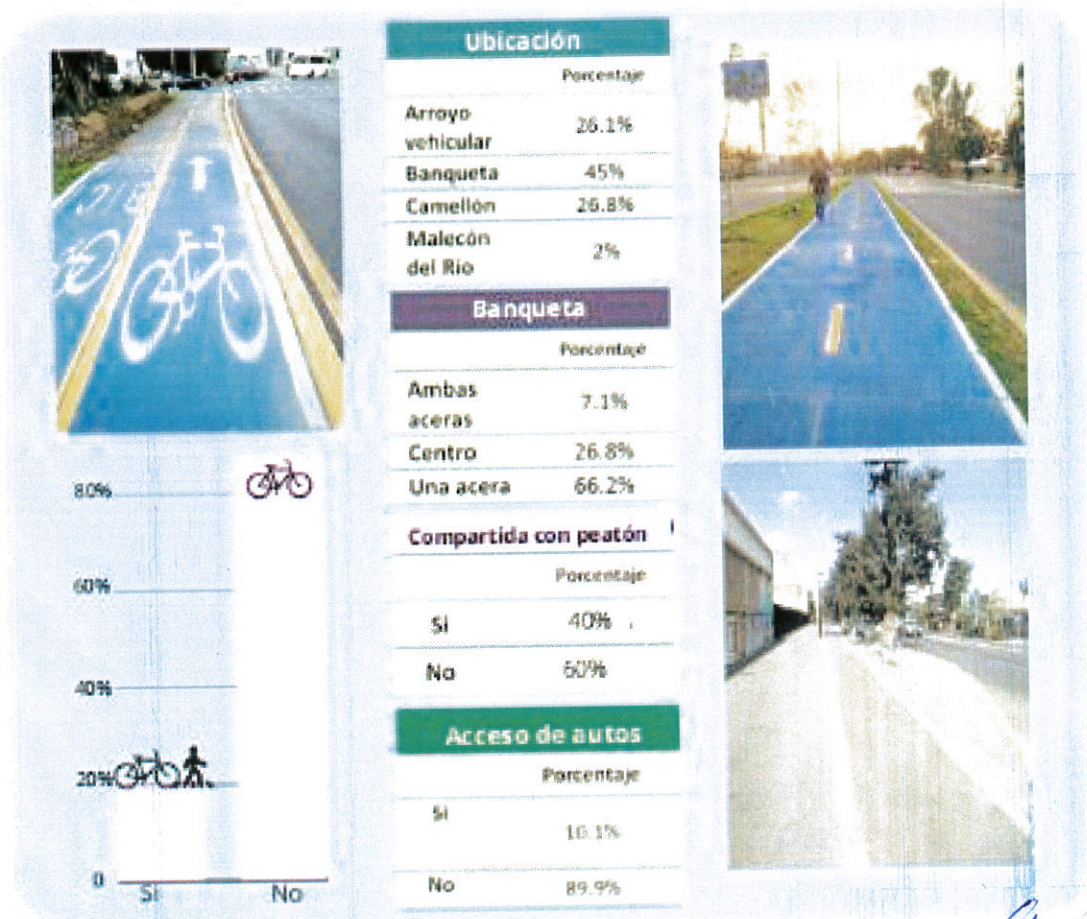 Ubicación
Porcentaje
Arroyo
vehicular
26.1%
Banqueta 45%
Camellón 26.8%
Malecón
del Río
2%
Banqueta
Porcentaje
Ambas
aceras
7.1%
Centro 26.8%
Una acera 66.2%
Compartida con peatón
Porcentaje
Si 40%
No 60%
Acceso de autos
Porcentaje
Si
10.1%
No 89.9%
80%
60%
40%
20%
0
Si No